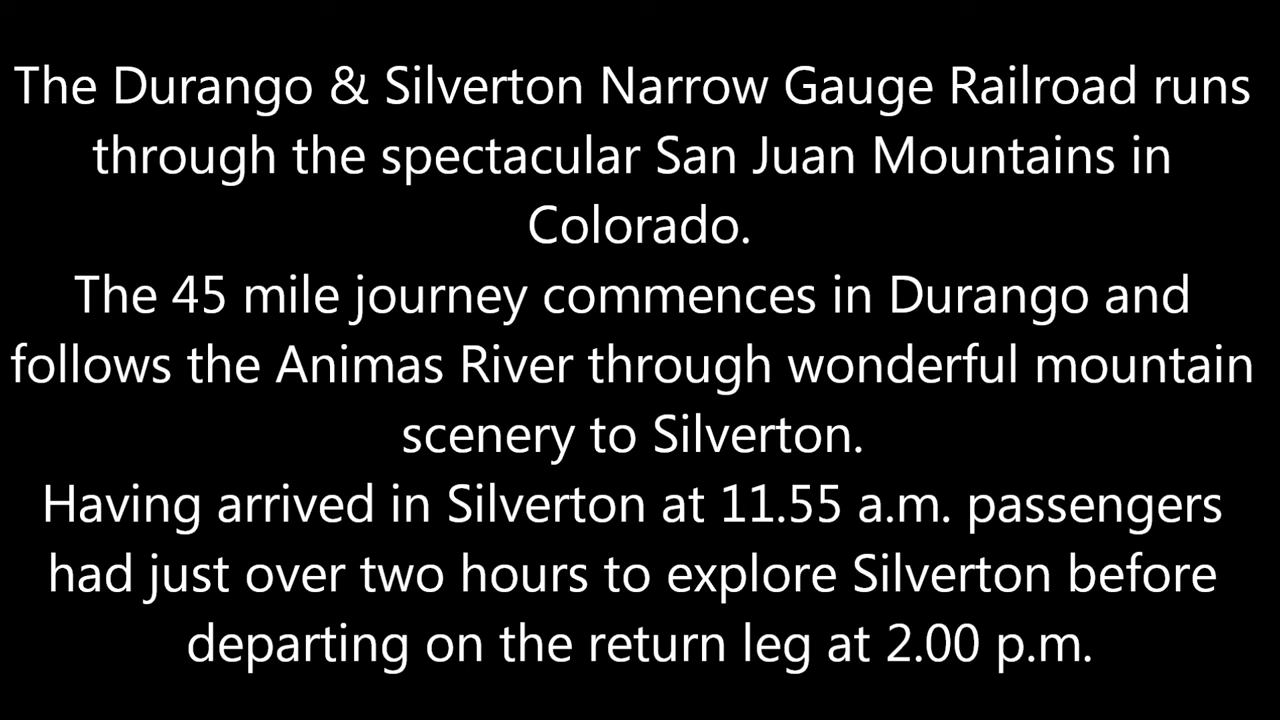 The Durango & Silverton Narrow Gauge Railroad runs
through the spectacular San Juan Mountains in
Colorado.
The 45 mile journey commences in Durango and
follows the Animas River through wonderful mountain
scenery to Silverton.
Having arrived in Silverton at 11.55 a.m. passengers
had just over two hours to explore Silverton before
departing on the return leg at 2.00 p.m.